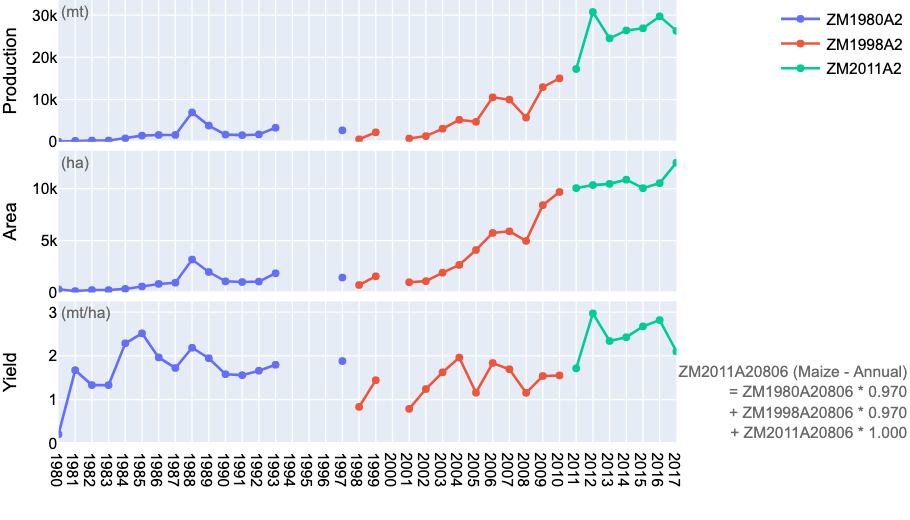 Production
(mt)
30k
20k
10k
0
ZM1980A2
ZM1998A2
ZM2011A2
Area
(ha)
10k
5k
0
Yield
(mt/ha)
3
2
1
0
ZM2011A20806 (Maize - Annual)
= ZM1980A20806 * 0.970
+ ZM1998A20806 * 0.970
+ ZM2011A20806 * 1.000
1980
1981
1982
1983
1984
1985
1986
1987
1988
1989
1990
1991
1992
1993
1994
1995
1996
1997
1998
1999
2000
2001
2002
2003
2004
2005
2006
2007
2008
2009
2010
2011
2012
2013
2014
2015
2016
2017